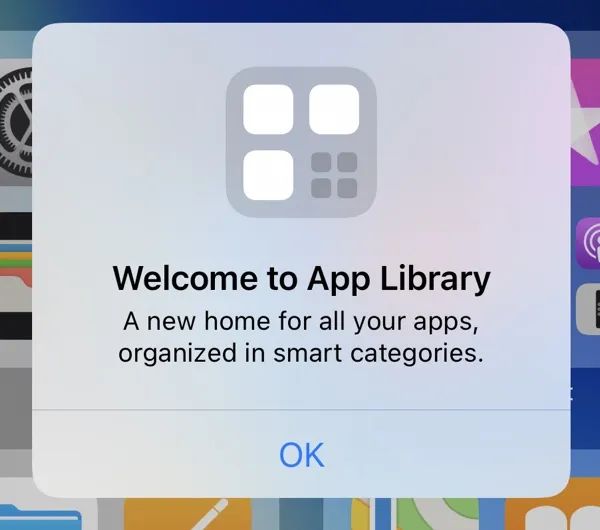 Welcome to App Library
A new home for all your apps,
organized in smart categories.
OK